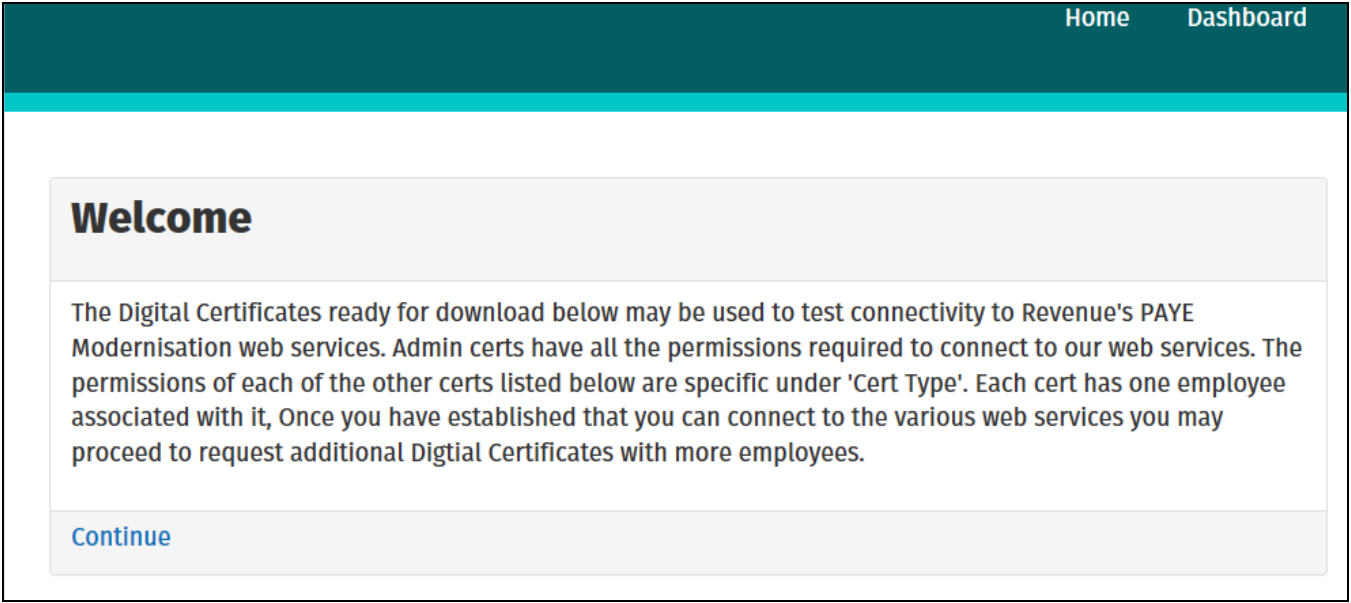 Home Dashboard
Welcome
The Digital Certificates ready for download below may be used to test connectivity to Revenue's PAYE
Modernisation web services. Admin certs have all the permissions required to connect to our web services. The
permissions of each of the other certs listed below are specific under 'Cert Type'. Each cert has one employee
associated with it, Once you have established that you can connect to the various web services you may
proceed to request additional Digtial Certificates with more employees.
Continue